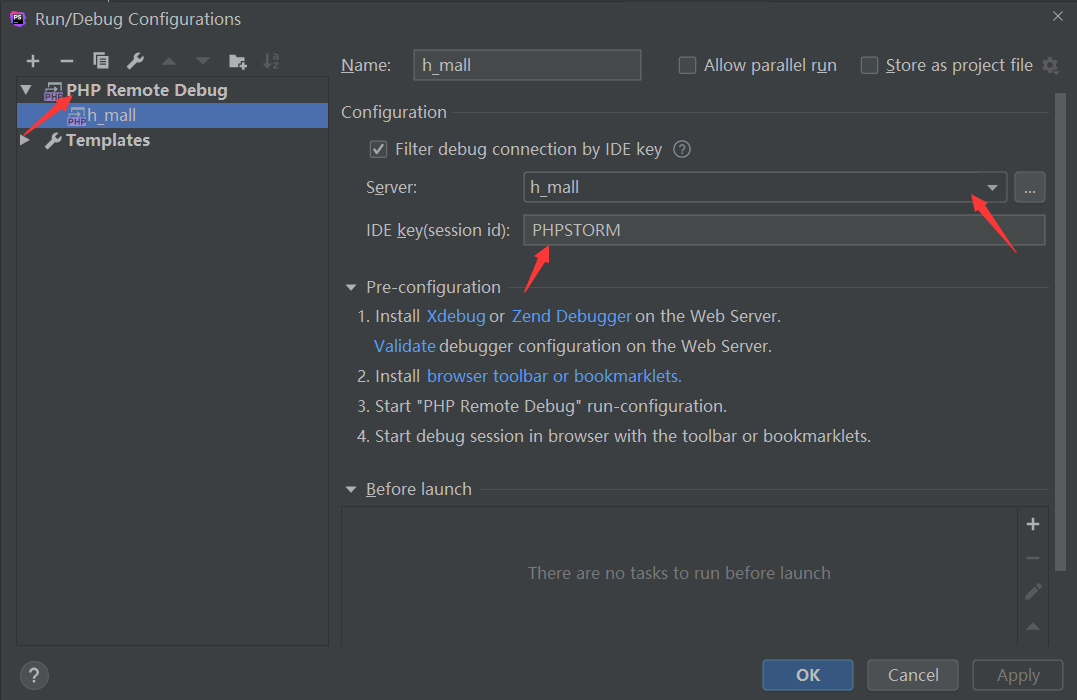 Run/Debug Configurations
Name: h_mall Allow parallel run Store as project file
PHP Remote Debug
h_mall
Templates
Configuration
Filter debug connection by IDE key ?
Server: h_mall ...
IDE key(session id): PHPSTORM
Pre-configuration
1. Install Xdebug or Zend Debugger on the Web Server.
Validate debugger configuration on the Web Server.
2. Install browser toolbar or bookmarklets.
3. Start "PHP Remote Debug" run-configuration.
4. Start debug session in browser with the toolbar or bookmarklets.
Before launch
There are no tasks to run before launch
? OK Cancel Apply